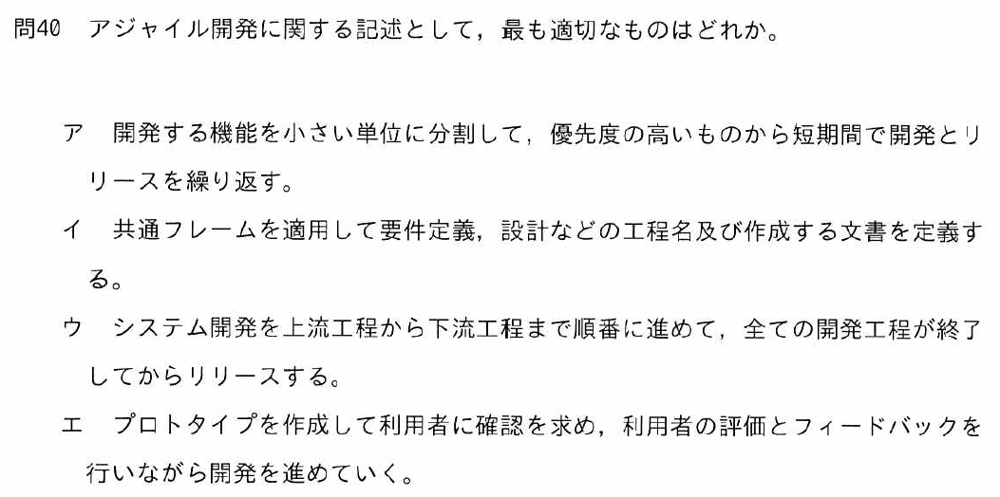 問40　アジャイル開発に関する記述として，最も適切なものはどれか。
ア　開発する機能を小さい単位に分割して，優先度の高いものから短期間で開発とリ
リースを繰り返す。
イ　共通フレームを適用して要件定義，設計などの工程名及び作成する文書を定義す
る。
ウ　システム開発を上流工程から下流工程まで順番に進めて，全ての開発工程が終了
してからリリースする。
エ　プロトタイプを作成して利用者に確認を求め，利用者の評価とフィードバックを
行いながら開発を進めていく。